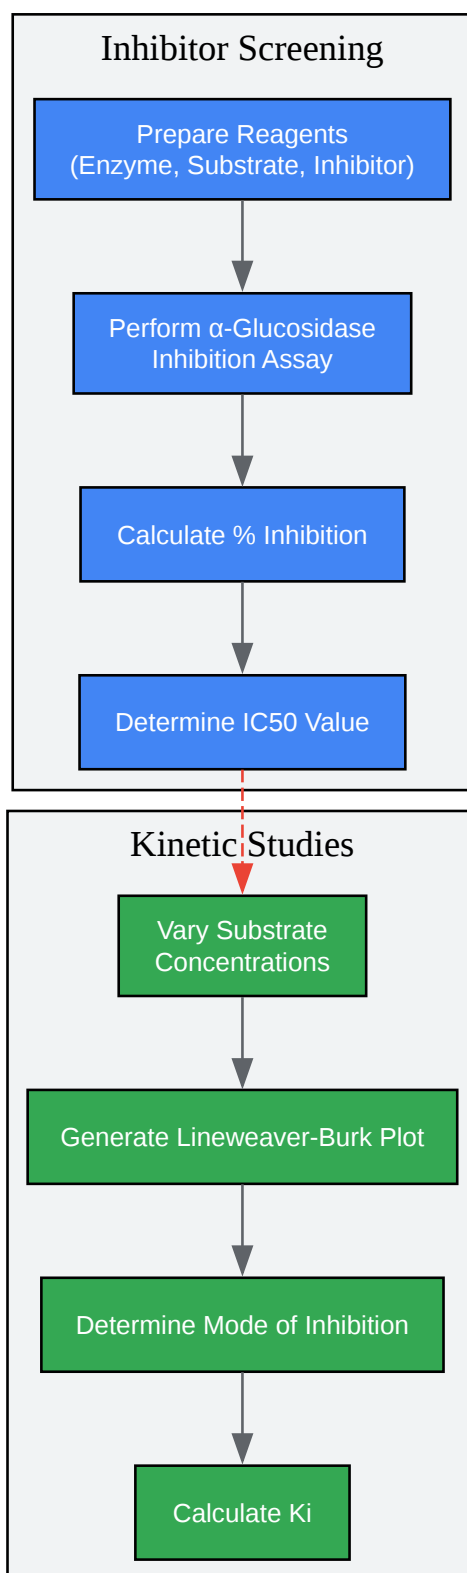 Inhibitor Screening
Prepare Reagents
(Enzyme, Substrate, Inhibitor)
Perform α-Glucosidase
Inhibition Assay
Calculate % Inhibition
Determine IC50 Value
Kinetic Studies
Vary Substrate
Concentrations
Generate Lineweaver-Burk Plot
Determine Mode of Inhibition
Calculate Ki